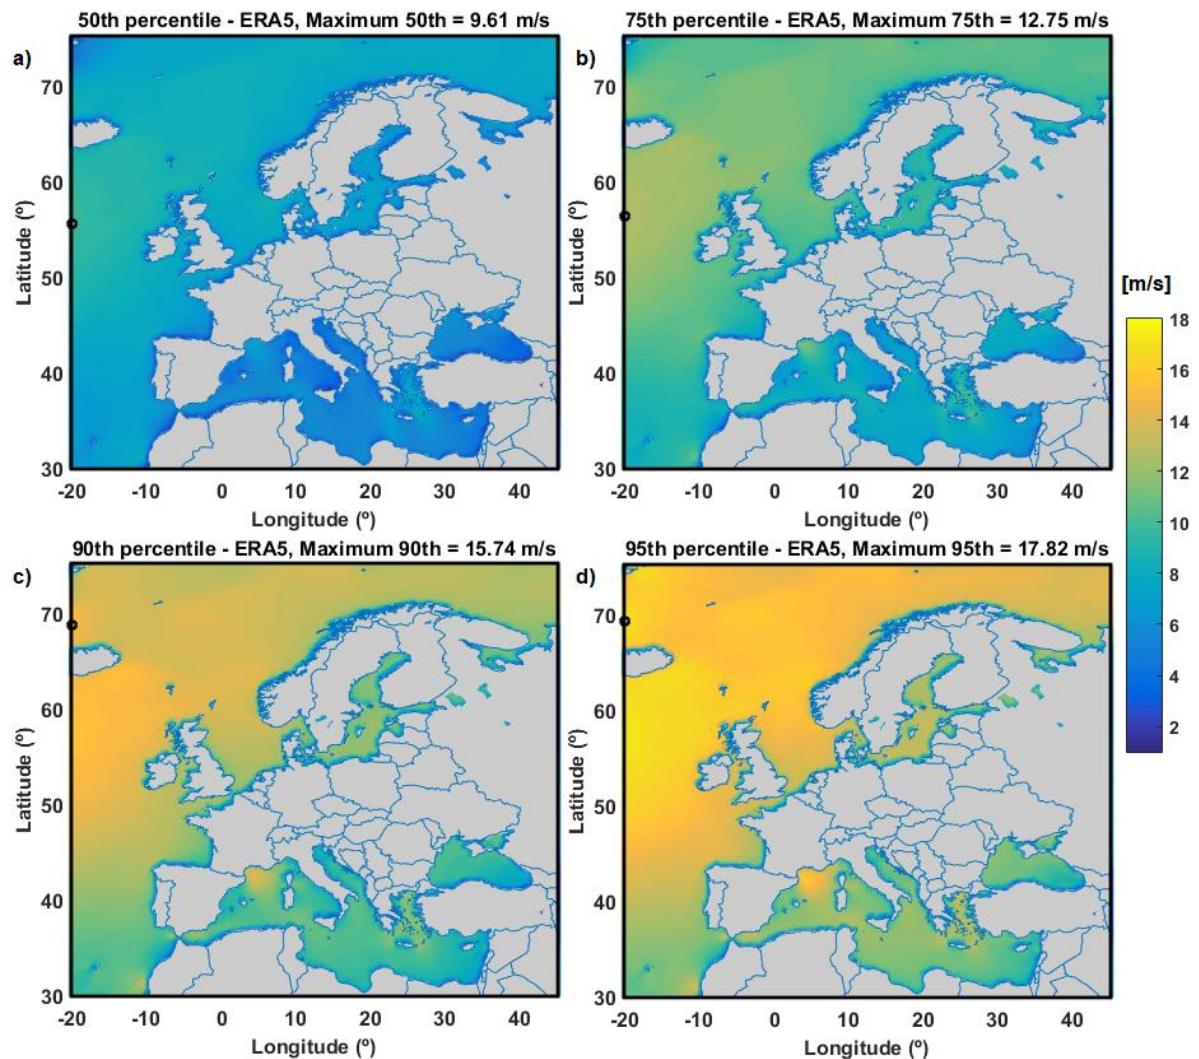 50th percentile - ERA5, Maximum 50th = 9.61 m/s
75th percentile - ERA5, Maximum 75th = 12.75 m/s
a)
b)
70
60
50
40
30
Latitude (º)
-20 -10 0 10 20 30 40
Longitude (º)
70
60
50
40
30
Latitude (º)
-20 -10 0 10 20 30 40
Longitude (º)
[m/s]
18
16
14
12
10
8
6
4
2
90th percentile - ERA5, Maximum 90th = 15.74 m/s
95th percentile - ERA5, Maximum 95th = 17.82 m/s
c)
d)
70
60
50
40
30
Latitude (º)
-20 -10 0 10 20 30 40
Longitude (º)
70
60
50
40
30
Latitude (º)
-20 -10 0 10 20 30 40
Longitude (º)